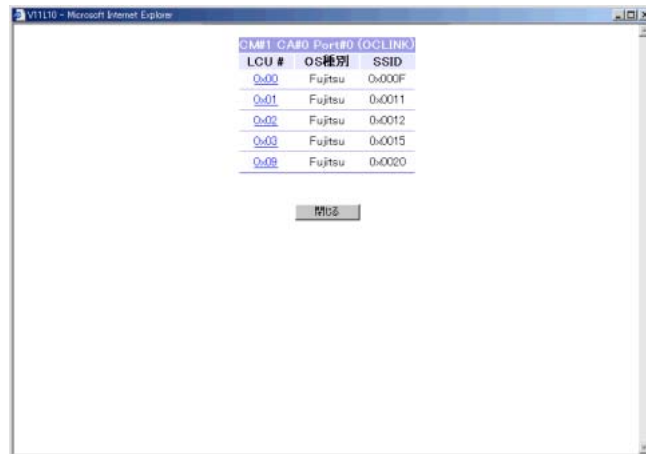 V11L10 - Microsoft Internet Explorer
CM#1 CA#0 Port#0 (OCLINK)
LCU # OS種別 SSID
0x00 Fujitsu 0x000F
0x01 Fujitsu 0x0011
0x02 Fujitsu 0x0012
0x03 Fujitsu 0x0015
0x09 Fujitsu 0x0020
閉じる